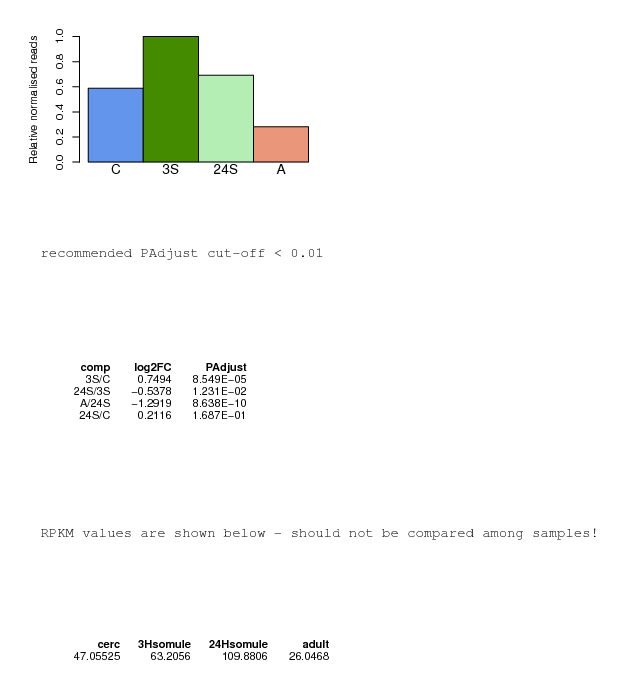 Relative normalised reads
1.0
0.8
0.6
0.4
0.2
0.0
C 3S 24S A
recommended PAdjust cut-off < 0.01
comp log2FC PAdjust
3S/C 0.7494 8.549E−05
24S/3S −0.5378 1.231E−02
A/24S −1.2919 8.638E−10
24S/C 0.2116 1.687E−01
RPKM values are shown below - should not be compared among samples!
cerc 3Hsomule 24Hsomule adult
47.05525 63.2056 109.8806 26.0468